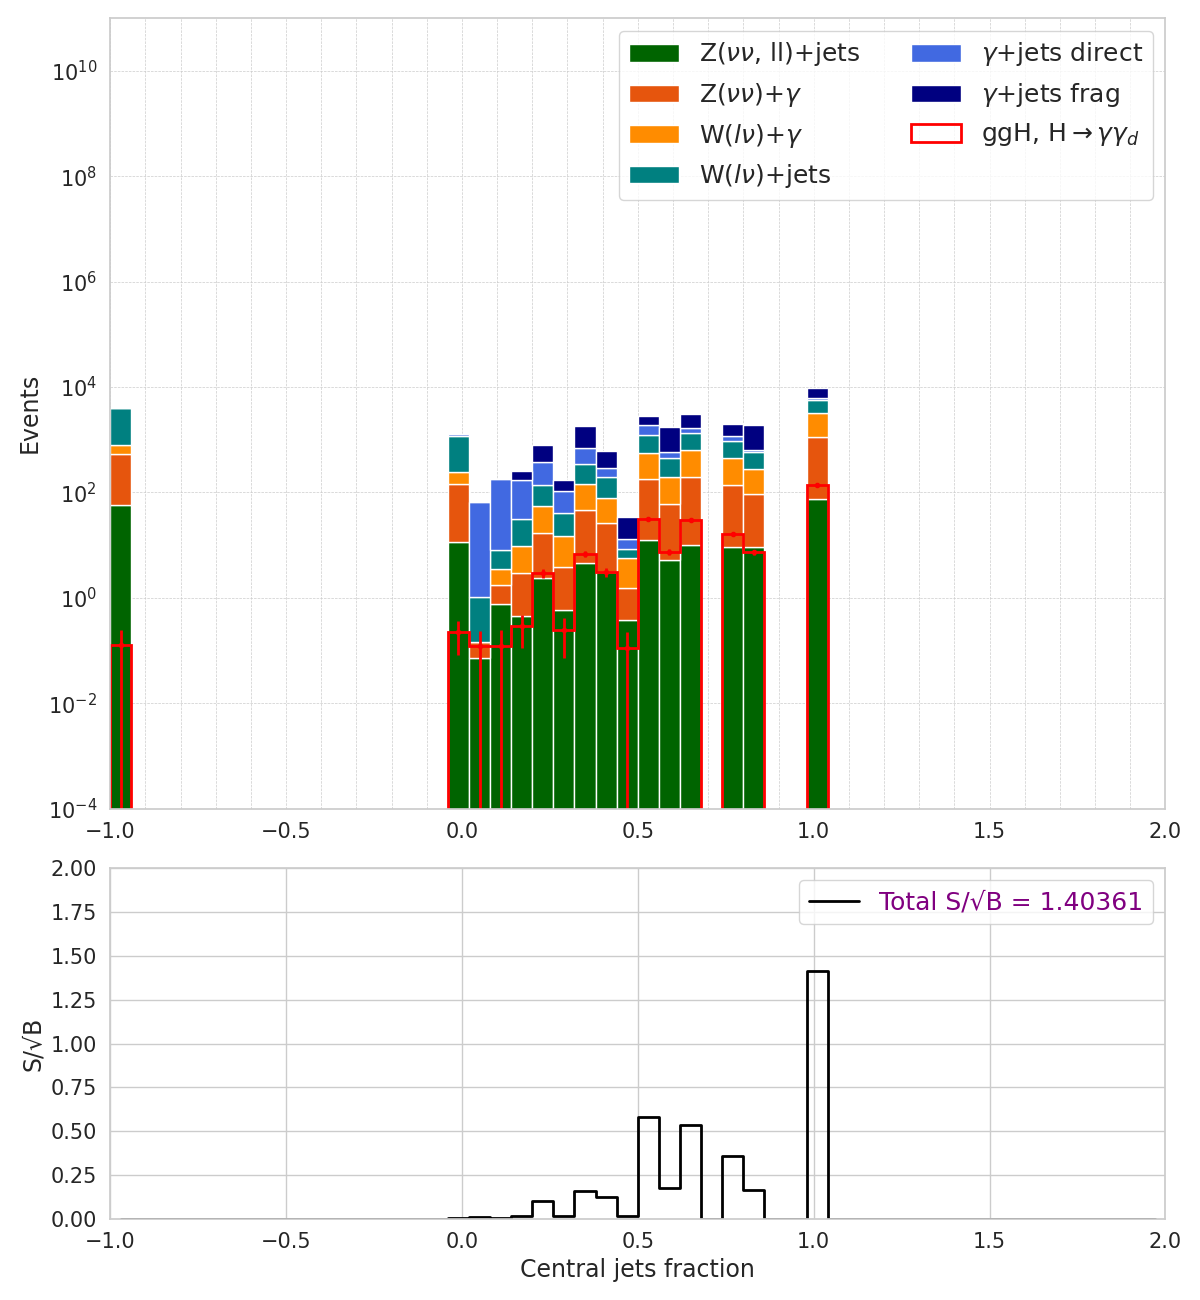 Z(νν, ll)+jets
Z(νν)+γ
W(lν)+γ
W(lν)+jets
γ+jets direct
γ+jets frag
ggH, H→γγ_d
Events
10^10
10^8
10^6
10^4
10^2
10^0
10^−2
10^−4
−1.0 −0.5 0.0 0.5 1.0 1.5 2.0
Total S/√B = 1.40361
S/√B
2.00
1.75
1.50
1.25
1.00
0.75
0.50
0.25
0.00
−1.0 −0.5 0.0 0.5 1.0 1.5 2.0
Central jets fraction